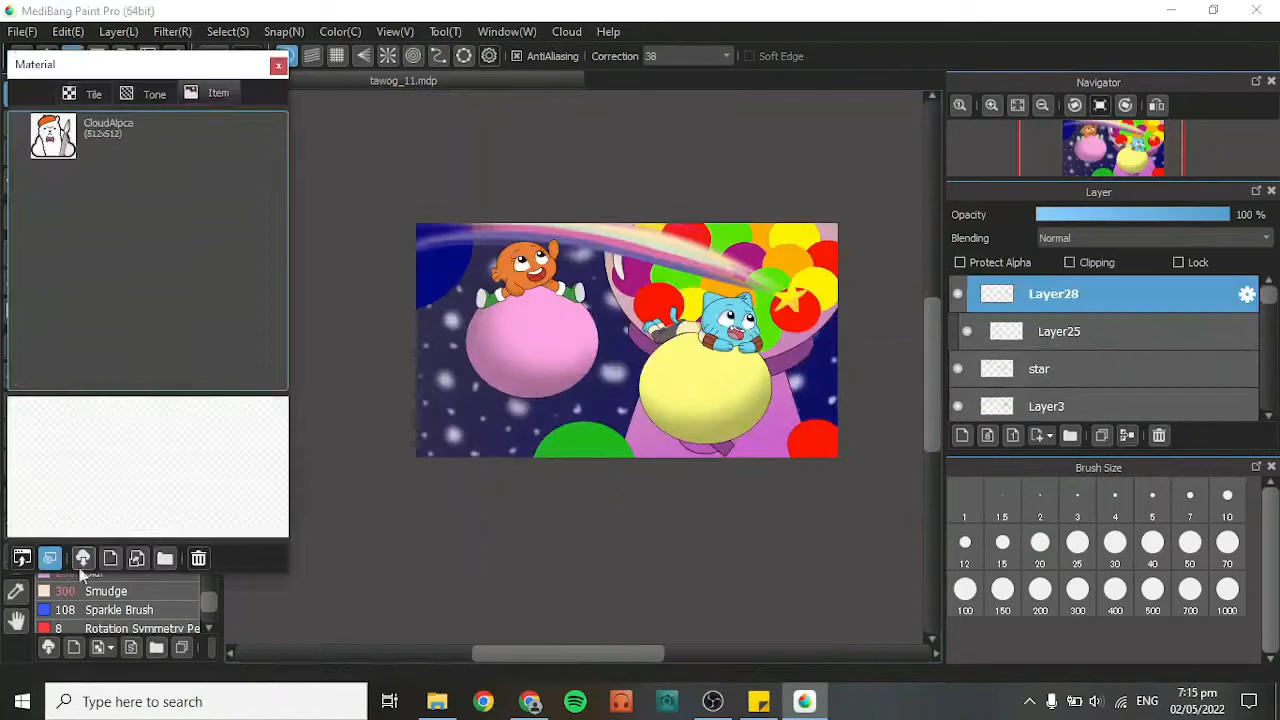 MediBang Paint Pro (64bit)
File(F) Edit(E) Layer(L) Filter(R) Select(S) Snap(N) Color(C) View(V) Tool(T) Window(W) Cloud Help
AntiAliasing Correction 38 Soft Edge
Material
tawog_11.mdp
Tile Tone Item
CloudAlpca
(512x512)
Navigator
Layer
Opacity 100 %
Blending Normal
Protect Alpha Clipping Lock
Layer28
Layer25
star
Layer3
Brush Size
1 1.5 2 3 4 5 7 10
12 15 20 25 30 40 50 70
100 150 200 300 400 500 700 1000
300 Smudge
108 Sparkle Brush
8 Rotation Symmetry Pe
Type here to search
ENG
7:15 pm
02/05/2022